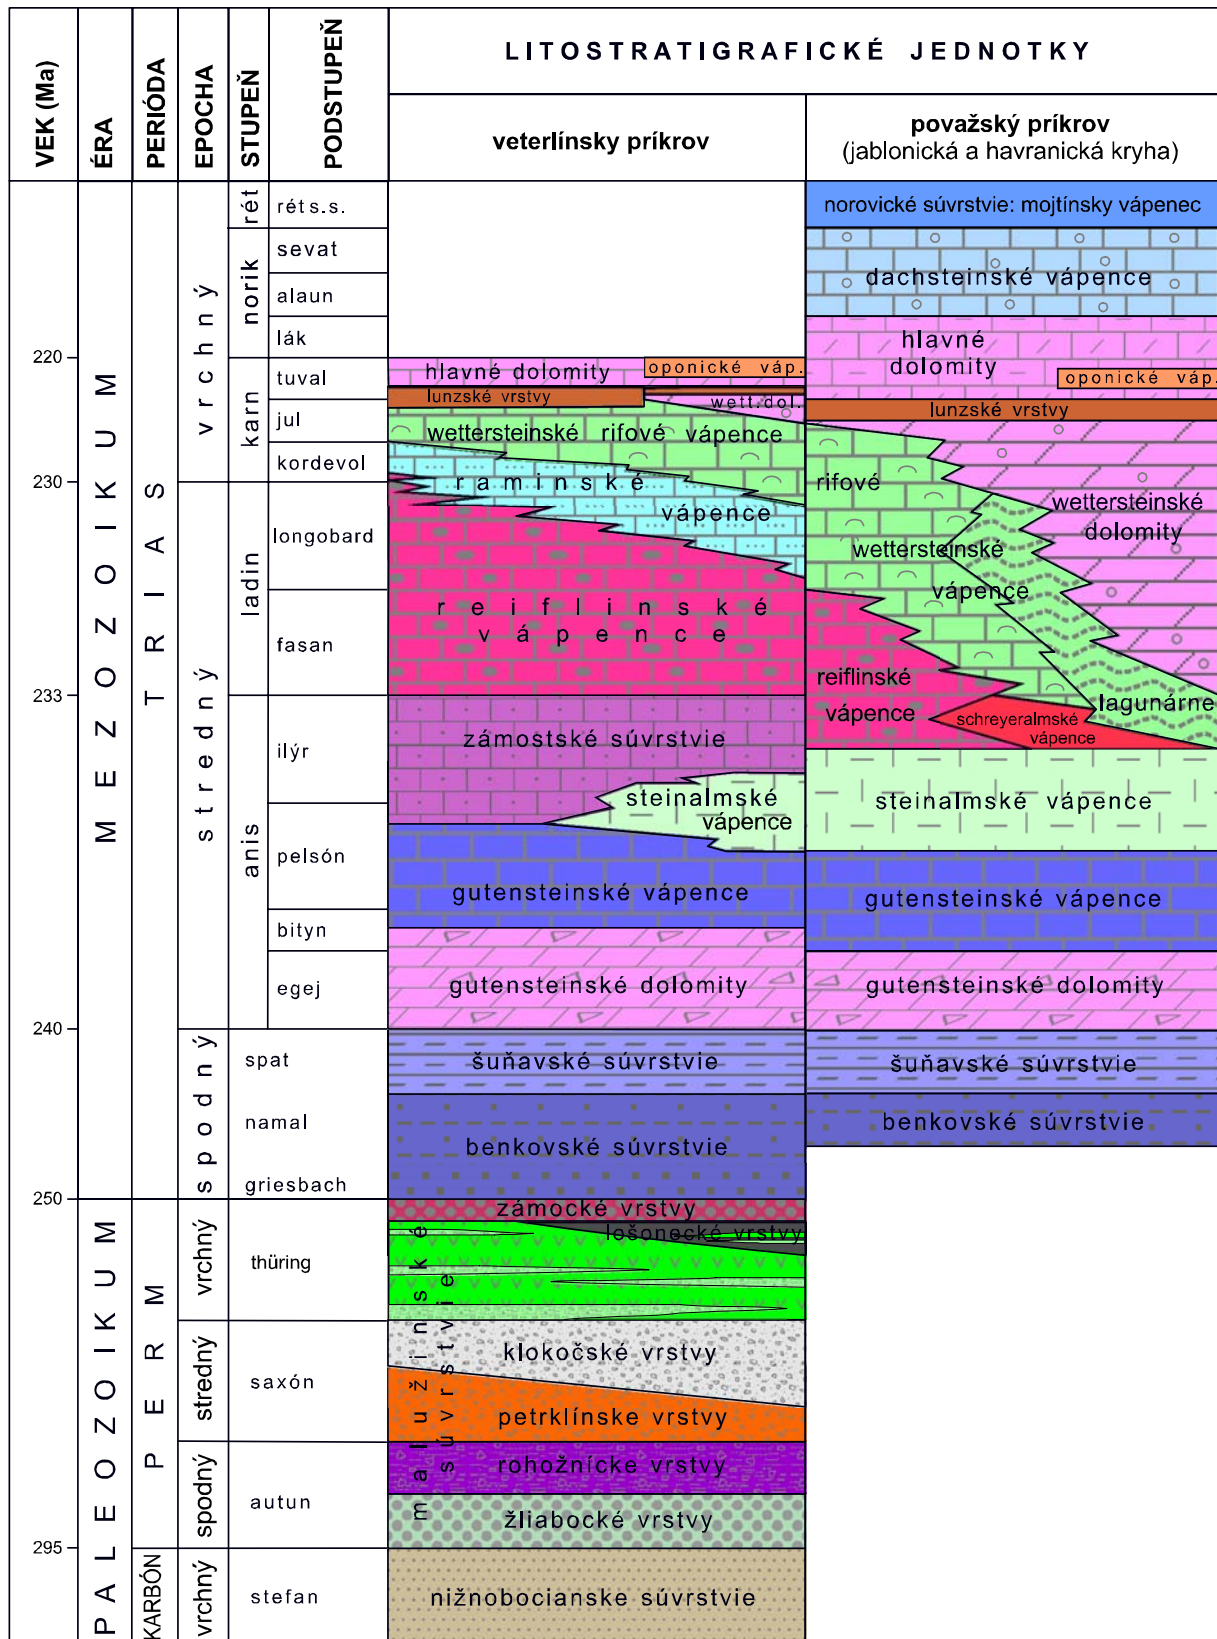 VEK (Ma)
ÉRA
PERIÓDA
EPOCHA
STUPEŇ
PODSTUPEŇ
LITOSTRATIGRAFICKÉ JEDNOTKY
veterlínsky príkrov
považský príkrov
(jablonická a havranická kryha)
220
230
233
240
250
295
MEZOZOIKUM
PALEOZOIKUM
TRIAS
PERM
KARBÓN
vrchný
stredný
spodný
vrchný
stredný
spodný
vrchný
rét
norik
karn
ladin
anis
rét s.s.
sevat
alaun
lák
tuval
jul
kordevol
longobard
fasan
ilýr
pelsón
bityn
egej
spat
namal
griesbach
thüring
saxón
autun
stefan
hlavné dolomity
oponické váp.
lunzské vrstvy
wett.dol.
wettersteinské rifové vápence
raminské
vápence
reiflinské
vápence
zámostské súvrstvie
steinalmské
vápence
gutensteinské vápence
gutensteinské dolomity
šuňavské súvrstvie
benkovské súvrstvie
zámocké vrstvy
lošonecké vrstvy
malužinské
súvrstvie
klokočské vrstvy
petrklínske vrstvy
rohožnícke vrstvy
žliabocké vrstvy
nižnobocianske súvrstvie
norovické súvrstvie: mojtínsky vápenec
dachsteinské vápence
hlavné
dolomity
oponické váp.
lunzské vrstvy
rifové
wettersteinské
vápence
wettersteinské
dolomity
reiflinské
vápence
lagunárne
schreyeralmské
vápence
steinalmské vápence
gutensteinské vápence
gutensteinské dolomity
šuňavské súvrstvie
benkovské súvrstvie